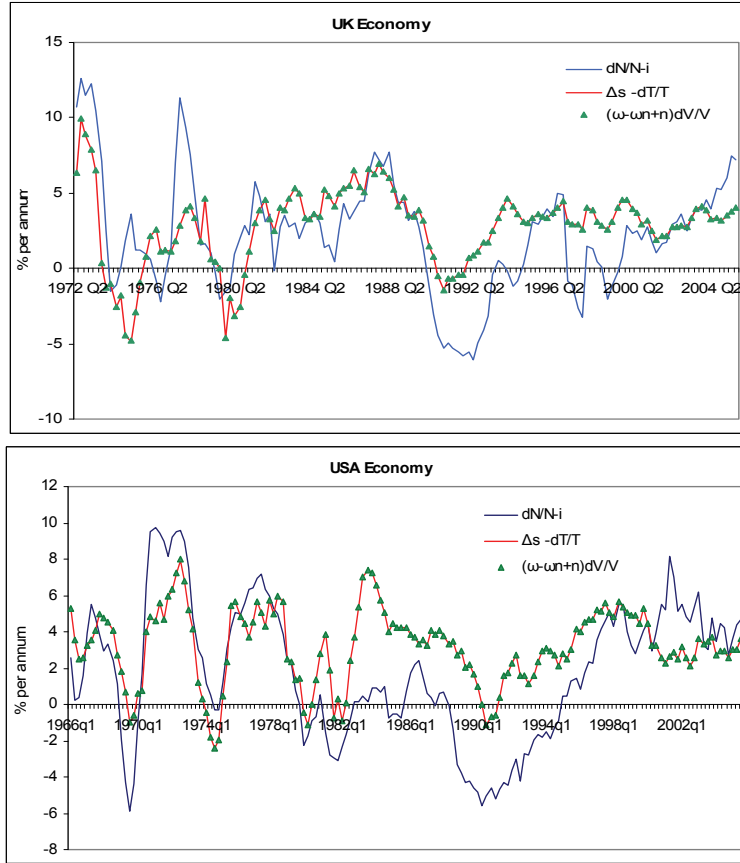 UK Economy
15
10
5
0
-5
-10
% per annum
dN/N-i
Δs -dT/T
(ω-ωn+n)dV/V
1972 Q2 1976 Q2 1980 Q2 1984 Q2 1988 Q2 1992 Q2 1996 Q2 2000 Q2 2004 Q2
USA Economy
12
10
8
6
4
2
0
-2
-4
-6
-8
% per annum
dN/N-i
Δs -dT/T
(ω-ωn+n)dV/V
1966q1 1970q1 1974q1 1978q1 1982q1 1986q1 1990q1 1994q1 1998q1 2002q1